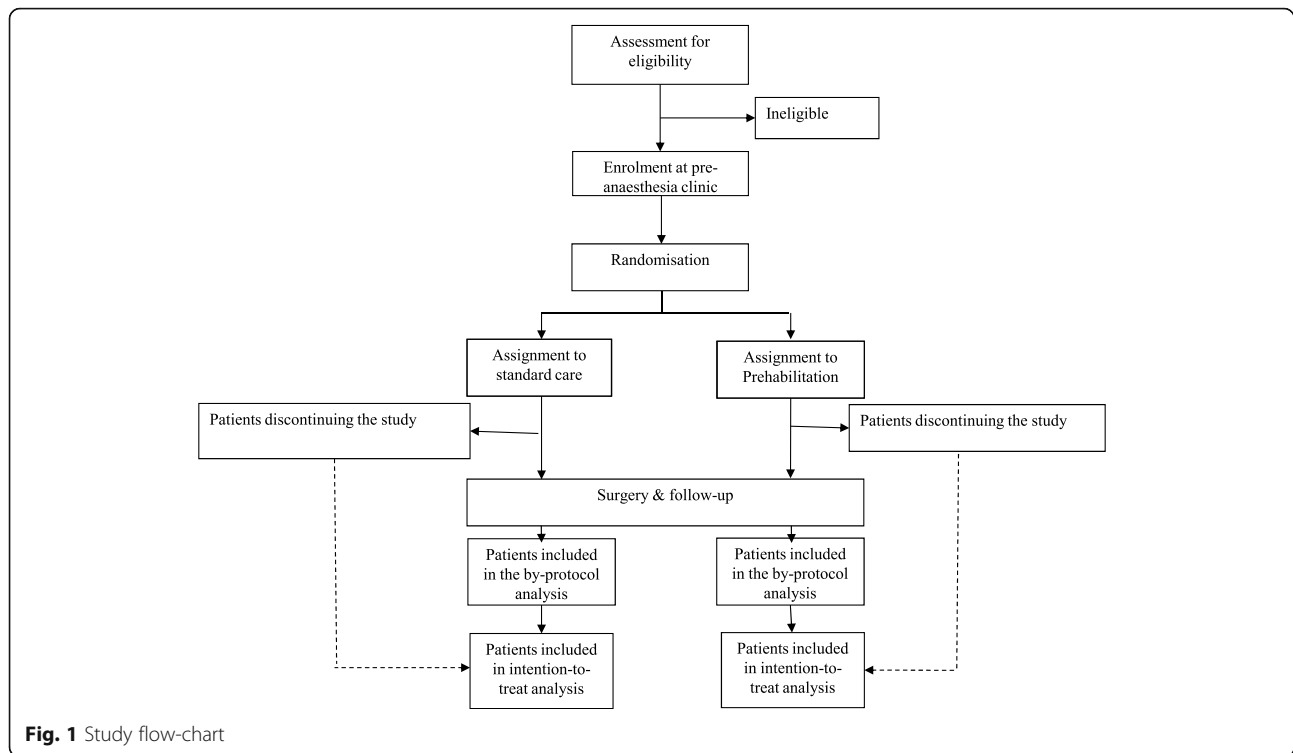 Assessment for
eligibility
Ineligible
Enrolment at pre-
anaesthesia clinic
Randomisation
Assignment to
standard care
Assignment to
Prehabilitation
Patients discontinuing the study
Patients discontinuing the study
Surgery & follow-up
Patients included
in the by-protocol
analysis
Patients included
in the by-protocol
analysis
Patients included
in intention-to-
treat analysis
Patients included
in intention-to-
treat analysis
Fig. 1 Study flow-chart